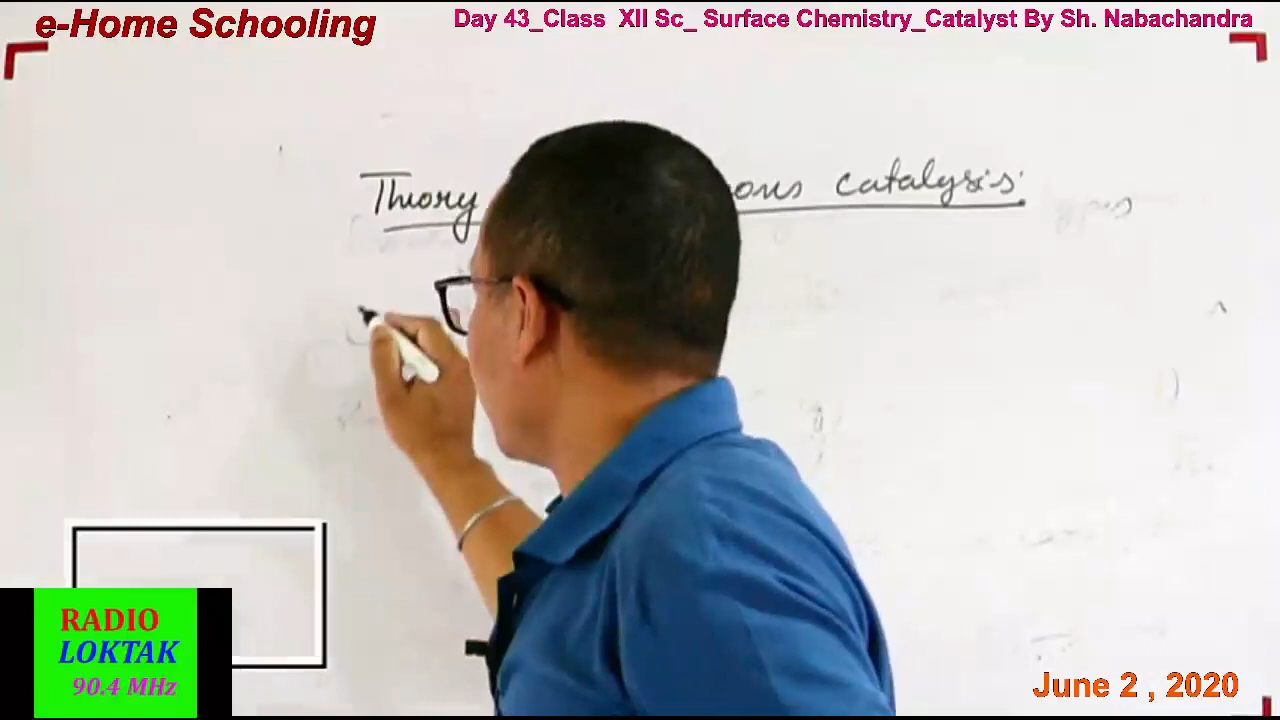 e-Home Schooling
Day 43_Class XII Sc_ Surface Chemistry_Catalyst By Sh. Nabachandra
Theory ous catalysis
RADIO
LOKTAK
90.4 MHz
June 2 , 2020